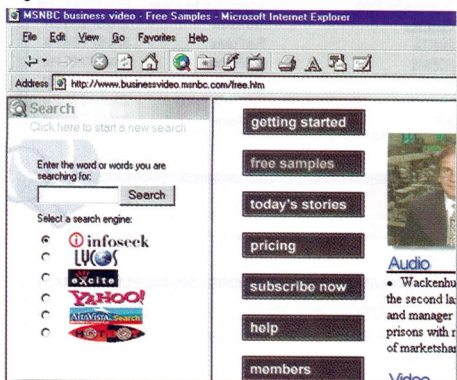 MSNBC business video - Free Samples - Microsoft Internet Explorer
File Edit View Go Favorites Help
Address http://www.businessvideo.msnbc.com/free.htm
Search
Click here to start a new search
Enter the word or words you are
searching for:
Search
Select a search engine:
infoseek
LYCOS
excite
YAHOO!
AltaVista Search
HOTBOT
getting started
free samples
today's stories
pricing
subscribe now
help
members
Audio
• Wackenhu
the second la
and manager
prisons with
of marketshar
Video